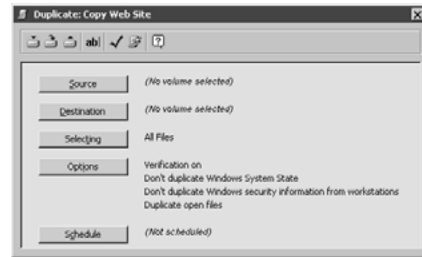 Duplicate: Copy Web Site
ab|
Source (No volume selected)
Destination (No volume selected)
Selecting All Files
Options Verification on
Don't duplicate Windows System State
Don't duplicate Windows security information from workstations
Duplicate open files
Schedule (Not scheduled)